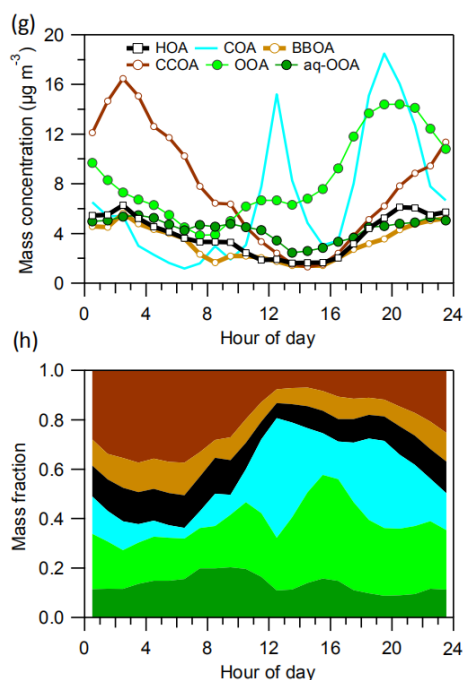 (g)
20
HOA COA BBOA
CCOA OOA aq-OOA
16
12
8
4
0
Mass concentration (µg m⁻³)
0 4 8 12 16 20 24
Hour of day
(h)
1.0
0.8
0.6
0.4
0.2
0.0
Mass fraction
0 4 8 12 16 20 24
Hour of day